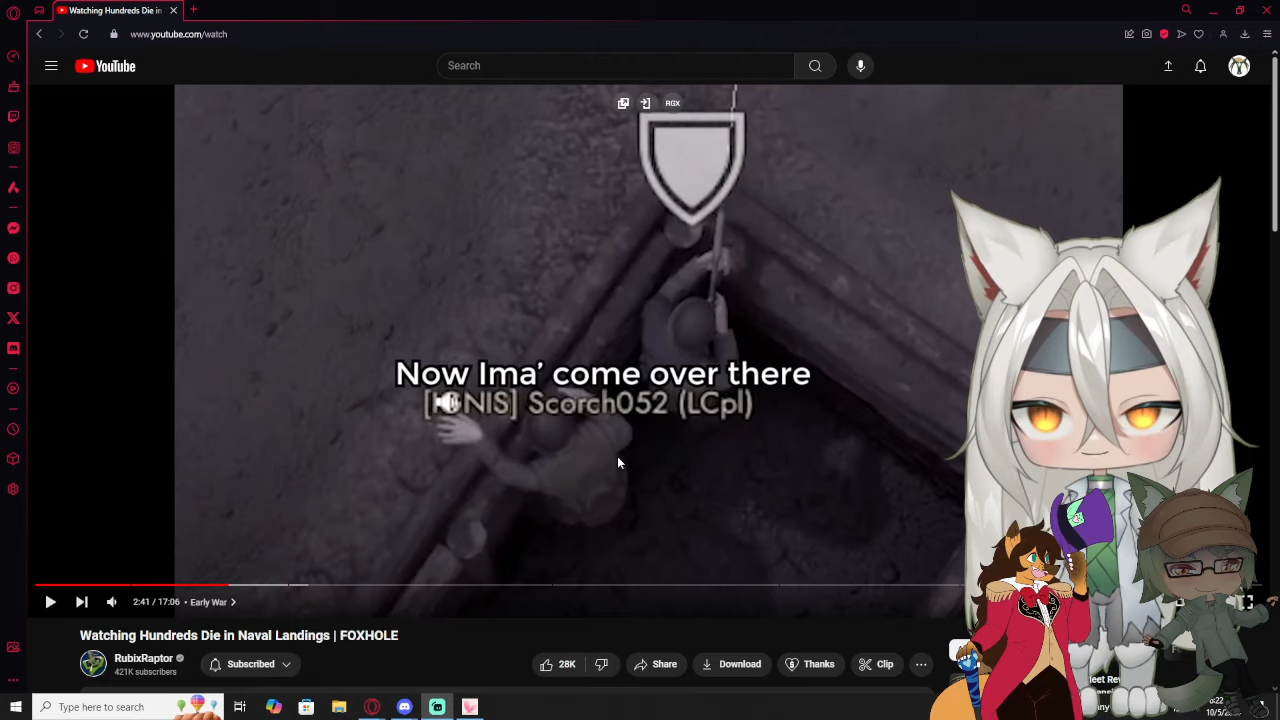 Watching Hundreds Die in
www.youtube.com/watch
YouTube
Search
RGX
Now Ima’ come over there
Scorch052 (LCpl)
2:41 / 17:06 • Early War
Watching Hundreds Die in Naval Landings | FOXHOLE
RubixRaptor
421K subscribers
Subscribed
28K
Share
Download
Thanks
Clip
Type here to search